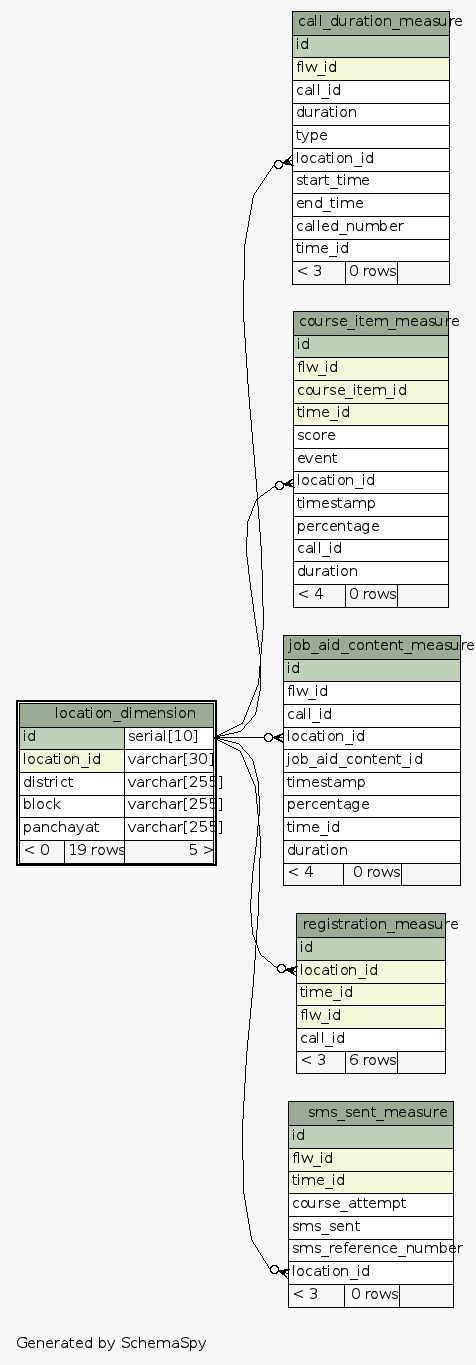 call_duration_measure
id
flw_id
call_id
duration
type
location_id
start_time
end_time
called_number
time_id
< 3 0 rows
course_item_measure
id
flw_id
course_item_id
time_id
score
event
location_id
timestamp
percentage
call_id
duration
< 4 0 rows
job_aid_content_measure
id
flw_id
call_id
location_id
job_aid_content_id
timestamp
percentage
time_id
duration
< 4 0 rows
location_dimension
id serial[10]
location_id varchar[30]
district varchar[255]
block varchar[255]
panchayat varchar[255]
< 0 19 rows 5 >
registration_measure
id
location_id
time_id
flw_id
call_id
< 3 6 rows
sms_sent_measure
id
flw_id
time_id
course_attempt
sms_sent
sms_reference_number
location_id
< 3 0 rows
Generated by SchemaSpy